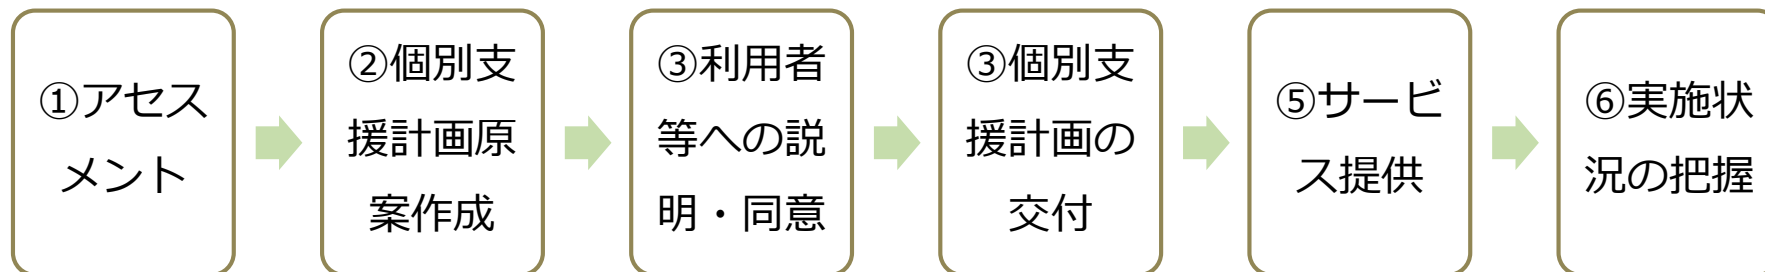 ①アセス
メント
②個別支
援計画原
案作成
③利用者
等への説
明・同意
③個別支
援計画の
交付
⑤サービ
ス提供
⑥実施状
況の把握